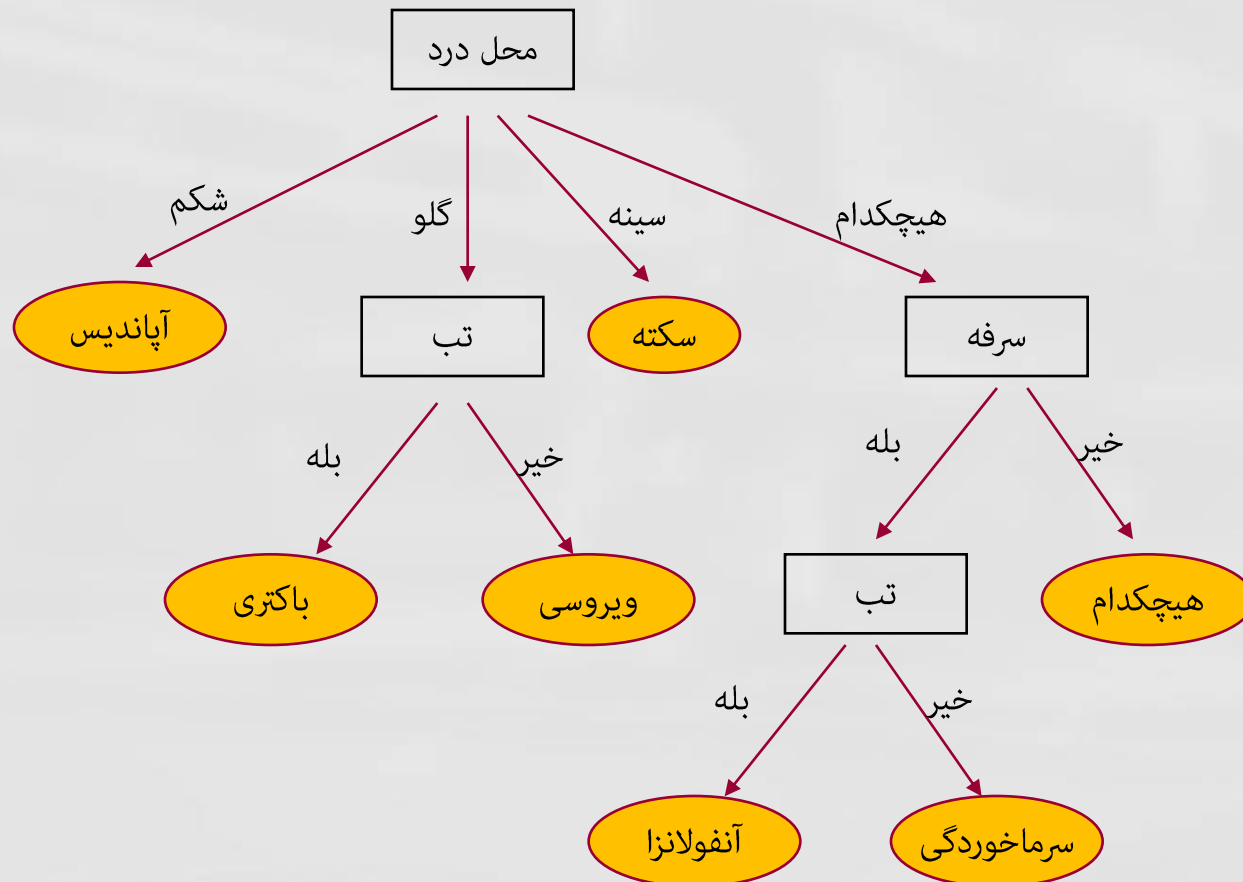 محل درد
هیچکدام
سینه
گلو
شکم
سرفه
سکته
تب
آپاندیس
خیر
بله
خیر
بله
هیچکدام
تب
ویروسی
باکتری
خیر
بله
سرماخوردگی
آنفولانزا